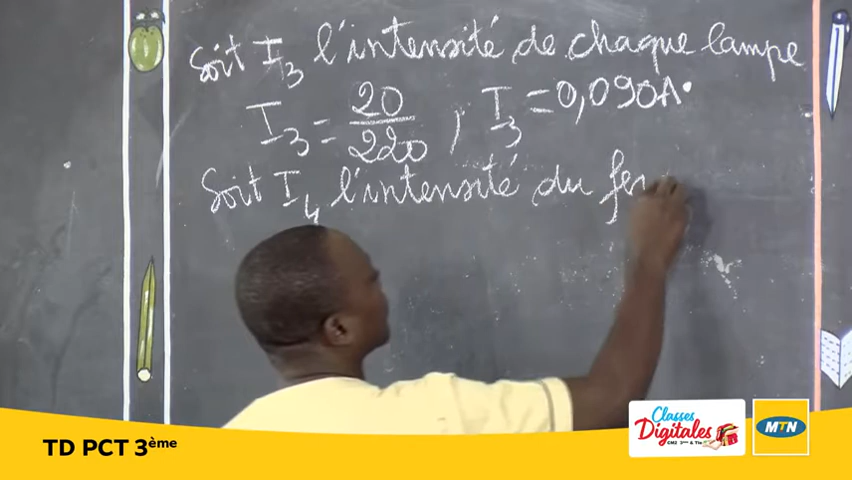 Soit I₃ l'intensité de chaque lampe
I₃ = 20/220 , I₃ = 0,090A.
Soit I₄ l'intensité du fer
TD PCT 3ème
Classes
Digitales
MTN